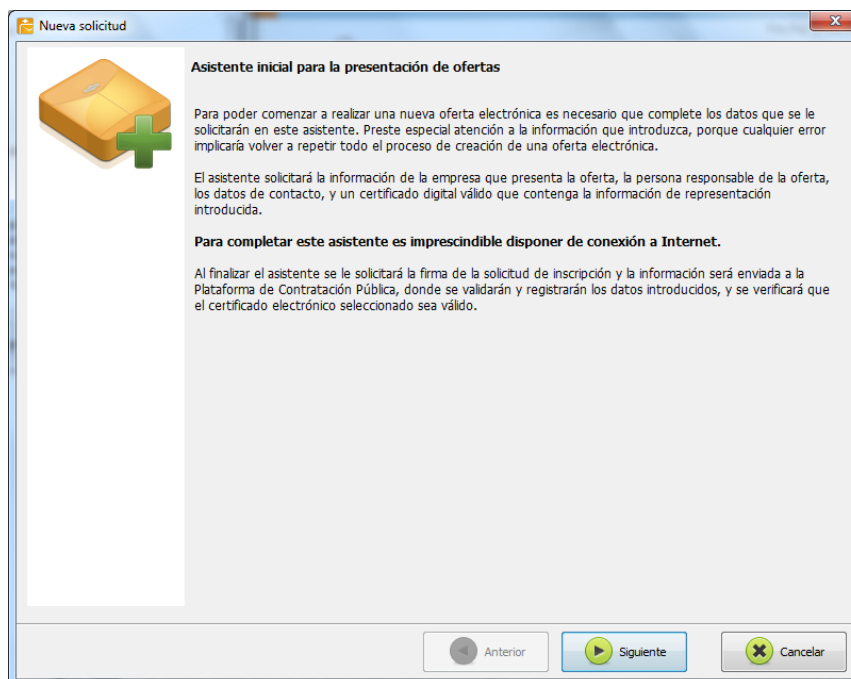 Nueva solicitud
Asistente inicial para la presentación de ofertas
Para poder comenzar a realizar una nueva oferta electrónica es necesario que complete los datos que se le
solicitarán en este asistente. Preste especial atención a la información que introduzca, porque cualquier error
implicaría volver a repetir todo el proceso de creación de una oferta electrónica.
El asistente solicitará la información de la empresa que presenta la oferta, la persona responsable de la oferta,
los datos de contacto, y un certificado digital válido que contenga la información de representación
introducida.
Para completar este asistente es imprescindible disponer de conexión a Internet.
Al finalizar el asistente se le solicitará la firma de la solicitud de inscripción y la información será enviada a la
Plataforma de Contratación Pública, donde se validarán y registrarán los datos introducidos, y se verificará que
el certificado electrónico seleccionado sea válido.
Anterior
Siguiente
Cancelar